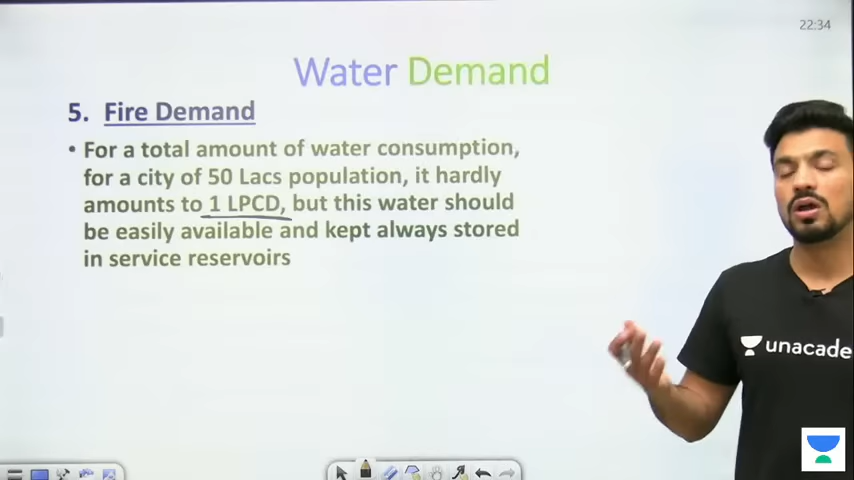 22:34
Water Demand
5. Fire Demand
• For a total amount of water consumption,
for a city of 50 Lacs population, it hardly
amounts to 1 LPCD, but this water should
be easily available and kept always stored
in service reservoirs
unacade